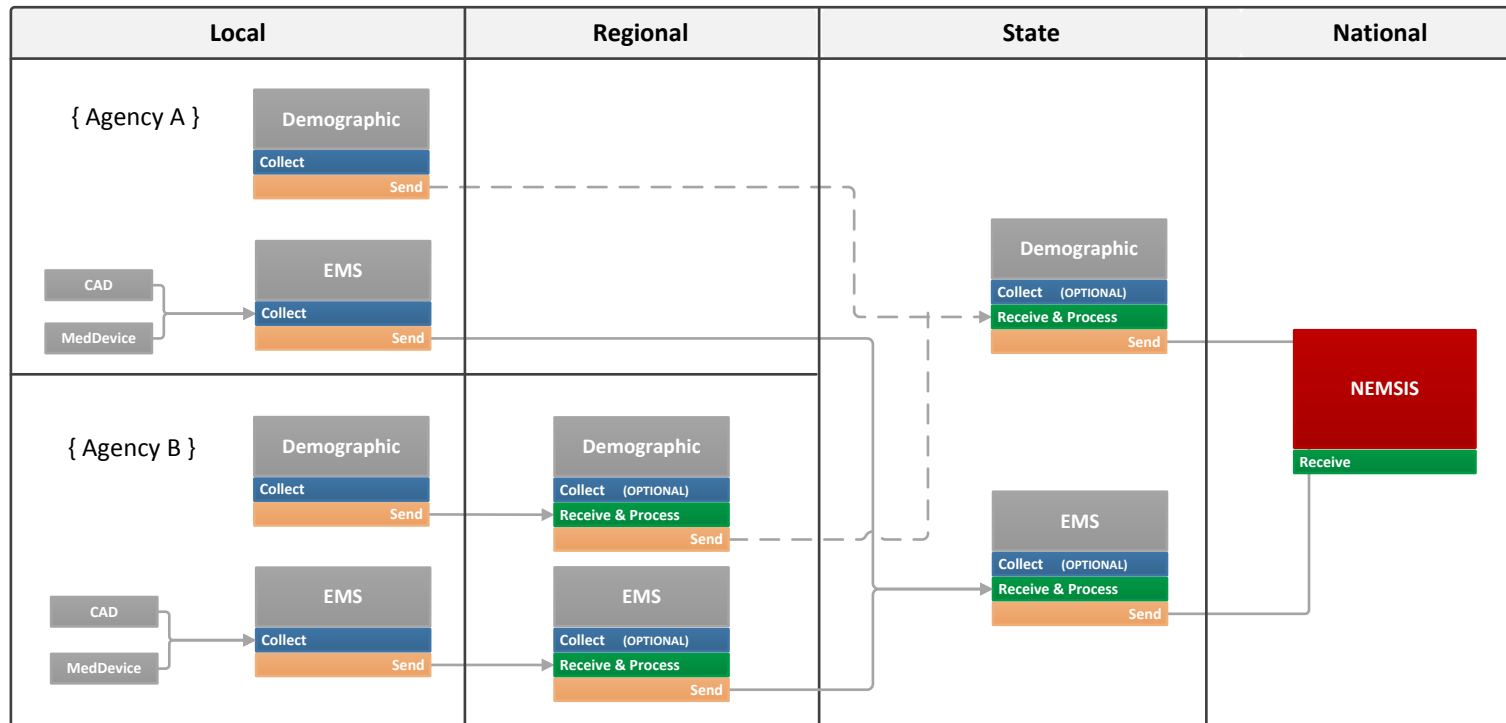 Local
Regional
State
National
{ Agency A }
Demographic
Collect
Send
EMS
CAD
Collect
MedDevice
Send
Demographic
Collect (OPTIONAL)
Receive & Process
Send
NEMSIS
Receive
{ Agency B }
Demographic
Collect
Send
Demographic
Collect (OPTIONAL)
Receive & Process
Send
EMS
Collect (OPTIONAL)
Receive & Process
Send
CAD
MedDevice
EMS
Collect
Send
EMS
Collect (OPTIONAL)
Receive & Process
Send